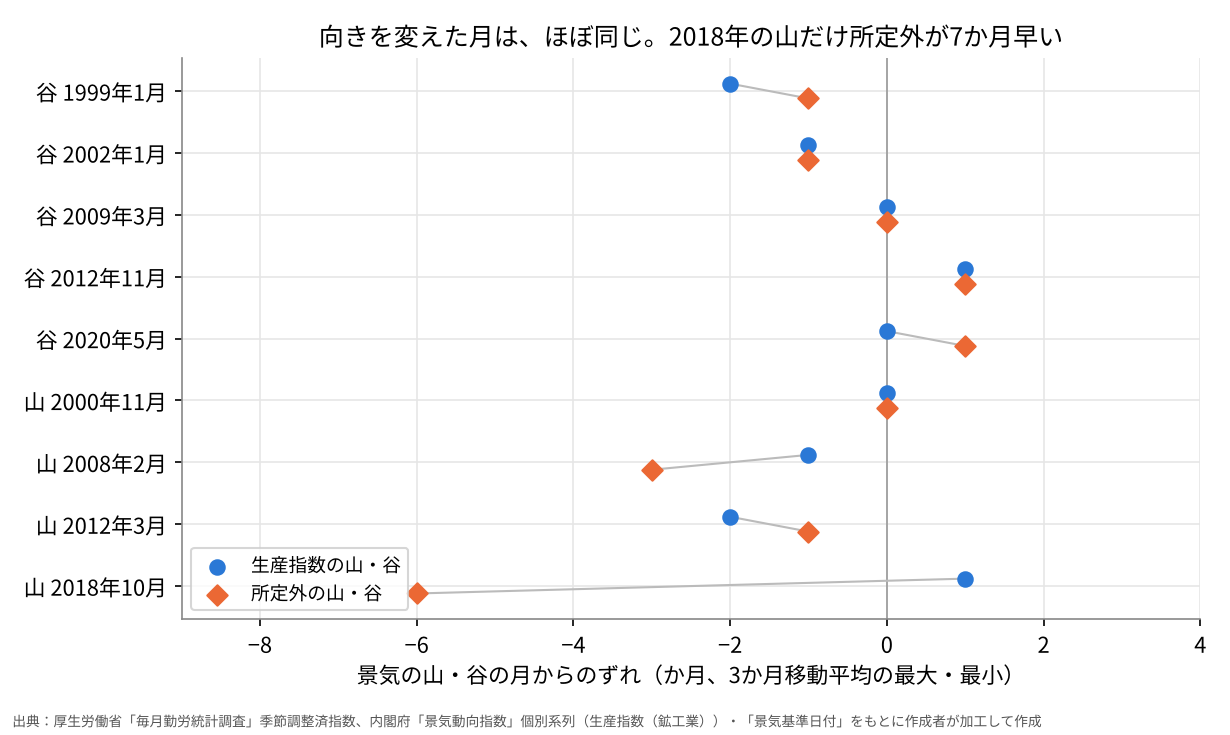 向きを変えた月は、ほぼ同じ。2018年の山だけ所定外が7か月早い
谷 1999年1月
谷 2002年1月
谷 2009年3月
谷 2012年11月
谷 2020年5月
山 2000年11月
山 2008年2月
山 2012年3月
山 2018年10月
生産指数の山・谷
所定外の山・谷
−8 −6 −4 −2 0 2 4
景気の山・谷の月からのずれ（か月、3か月移動平均の最大・最小）
出典：厚生労働省「毎月勤労統計調査」季節調整済指数、内閣府「景気動向指数」個別系列（生産指数（鉱工業））・「景気基準日付」をもとに作成者が加工して作成